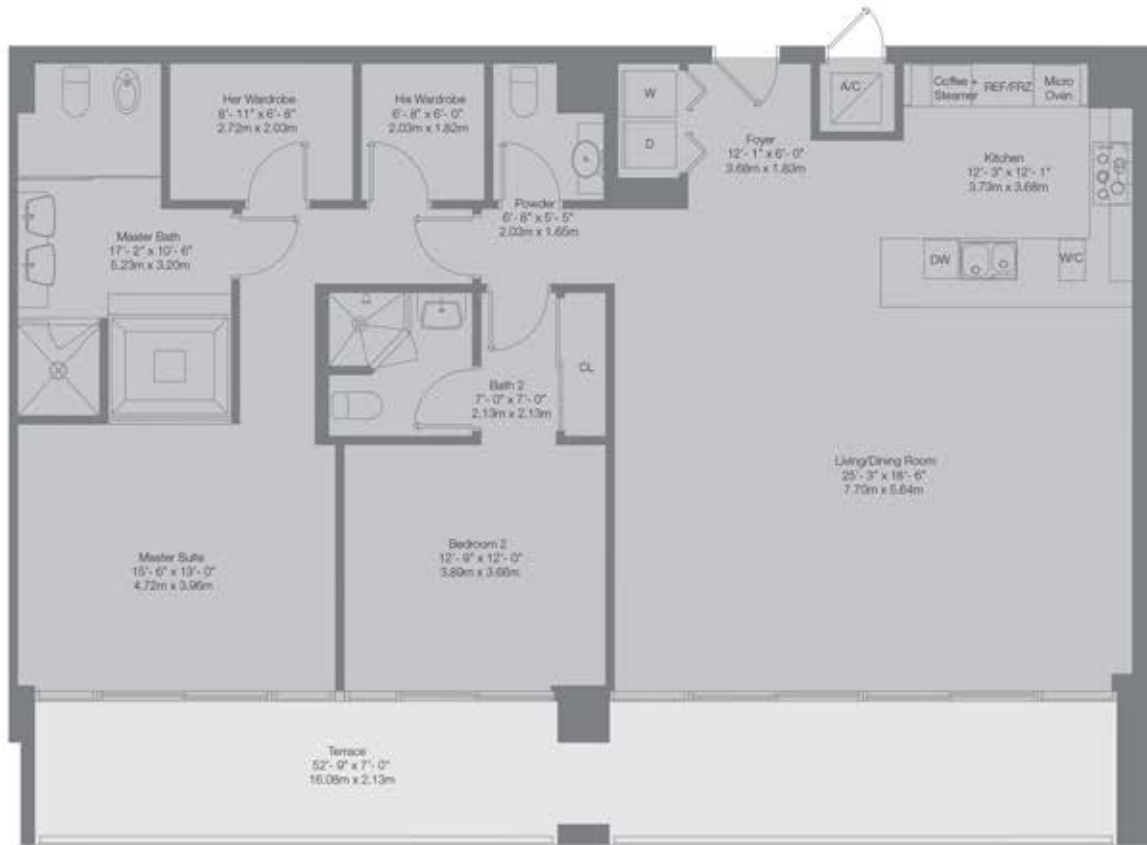 Her Wardrobe
8'- 11" x 6'- 8"
2.72m x 2.03m
His Wardrobe
6'- 8" x 6'- 0"
2.03m x 1.82m
W
D
Foyer
12'- 1" x 6'- 0"
3.68m x 1.83m
A/C
Coffee +
Steamer
REF/FRZ
Micro
Oven
Kitchen
12'- 3" x 12'- 1"
3.73m x 3.68m
Powder
6'- 8" x 5'- 5"
2.03m x 1.65m
Master Bath
17'- 2" x 10'- 6"
5.23m x 3.20m
DW
W/C
Bath 2
7'- 0" x 7'- 0"
2.13m x 2.13m
CL
Living/Dining Room
25'- 3" x 18'- 6"
7.70m x 5.64m
Master Suite
15'- 6" x 13'- 0"
4.72m x 3.96m
Bedroom 2
12'- 9" x 12'- 0"
3.89m x 3.66m
Terrace
52'- 9" x 7'- 0"
16.08m x 2.13m